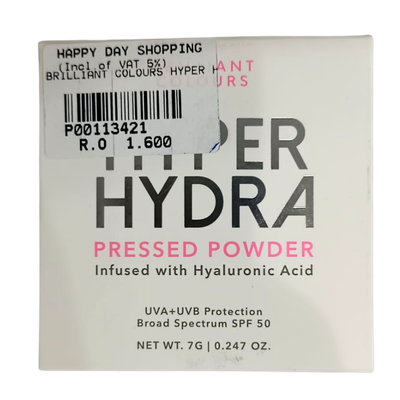 HAPPY DAY SHOPPING
(Incl of VAT 5%)
BRILLIANT COLOURS HYPER H
P00113421
R.O 1.600
HYPER
HYDRA
PRESSED POWDER
Infused with Hyaluronic Acid
UVA+UVB Protection
Broad Spectrum SPF 50
NET WT. 7G | 0.247 OZ.